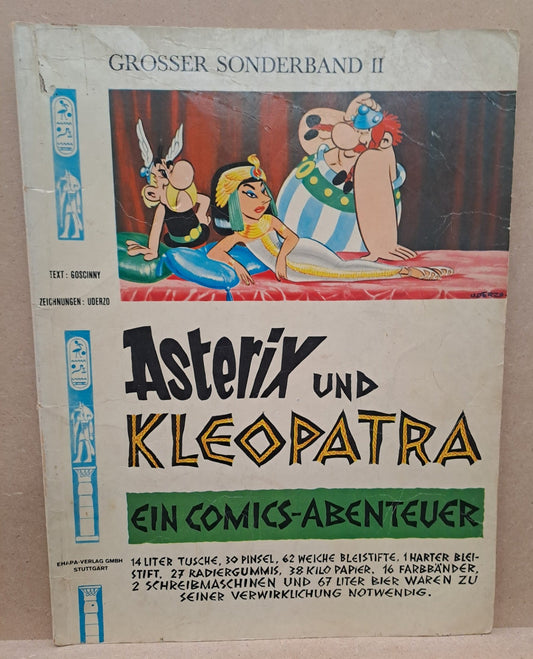 GROSSER SONDERBAND II
UDERZO
TEXT: GOSCINNY
ZEICHNUNGEN: UDERZO
Asterix UND
KLEOPATRA
EIN COMICS-ABENTEUER
EHAPA-VERLAG GMBH
STUTTGART
14 LITER TUSCHE, 30 PINSEL, 62 WEICHE BLEISTIFTE, 1 HARTER BLEI-
STIFT, 27 RADIERGUMMIS, 38 KILO PAPIER, 16 FARBBÄNDER,
2 SCHREIBMASCHINEN UND 67 LITER BIER WAREN ZU
SEINER VERWIRKLICHUNG NOTWENDIG.